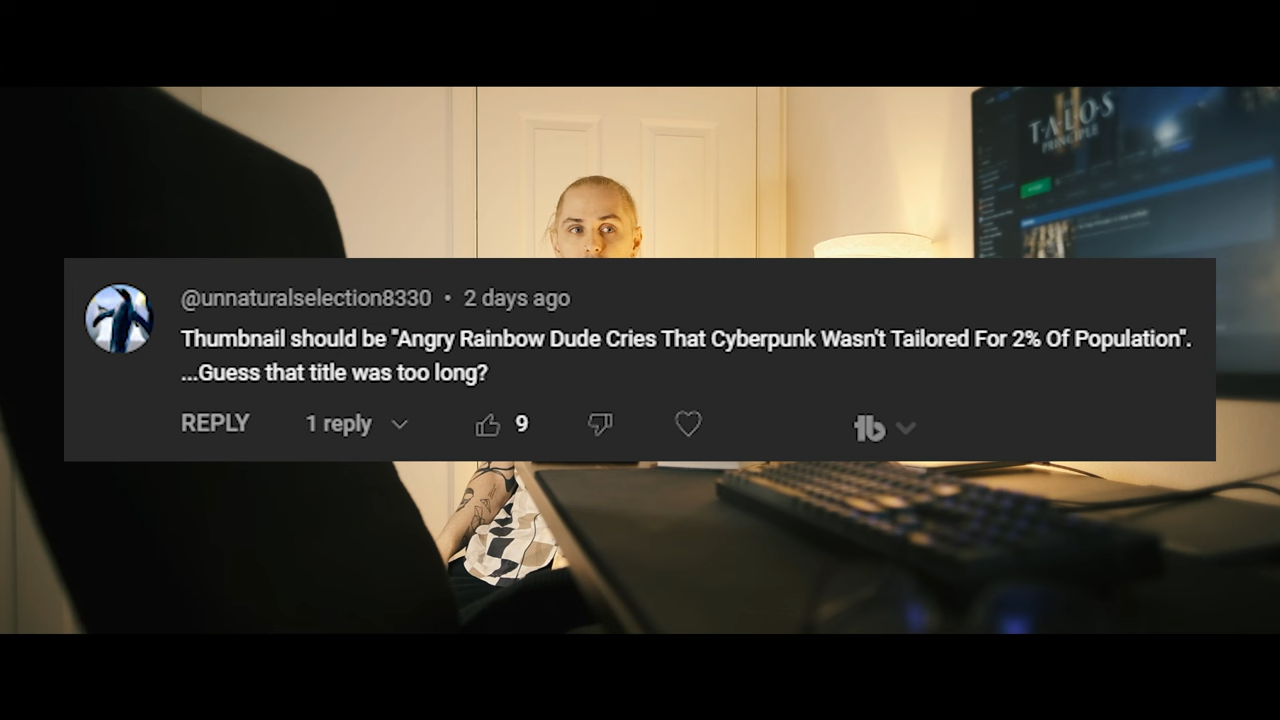 TALOS
PRINCIPLE
@unnaturalselection8330 • 2 days ago
Thumbnail should be "Angry Rainbow Dude Cries That Cyberpunk Wasn't Tailored For 2% Of Population".
...Guess that title was too long?
REPLY 1 reply 9 tb